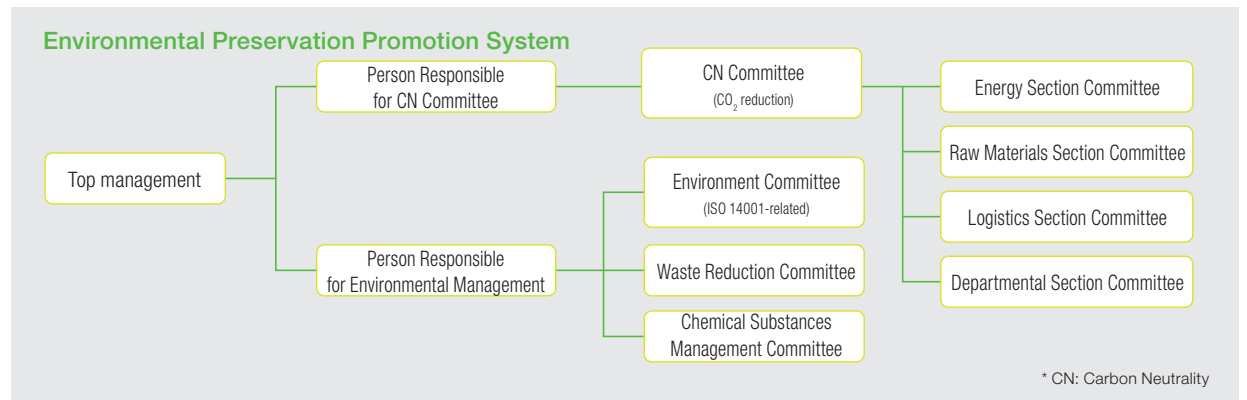 Environmental Preservation Promotion System
Top management
Person Responsible
for CN Committee
CN Committee
(CO₂ reduction)
Energy Section Committee
Raw Materials Section Committee
Logistics Section Committee
Departmental Section Committee
Person Responsible
for Environmental Management
Environment Committee
(ISO 14001-related)
Waste Reduction Committee
Chemical Substances
Management Committee
* CN: Carbon Neutrality